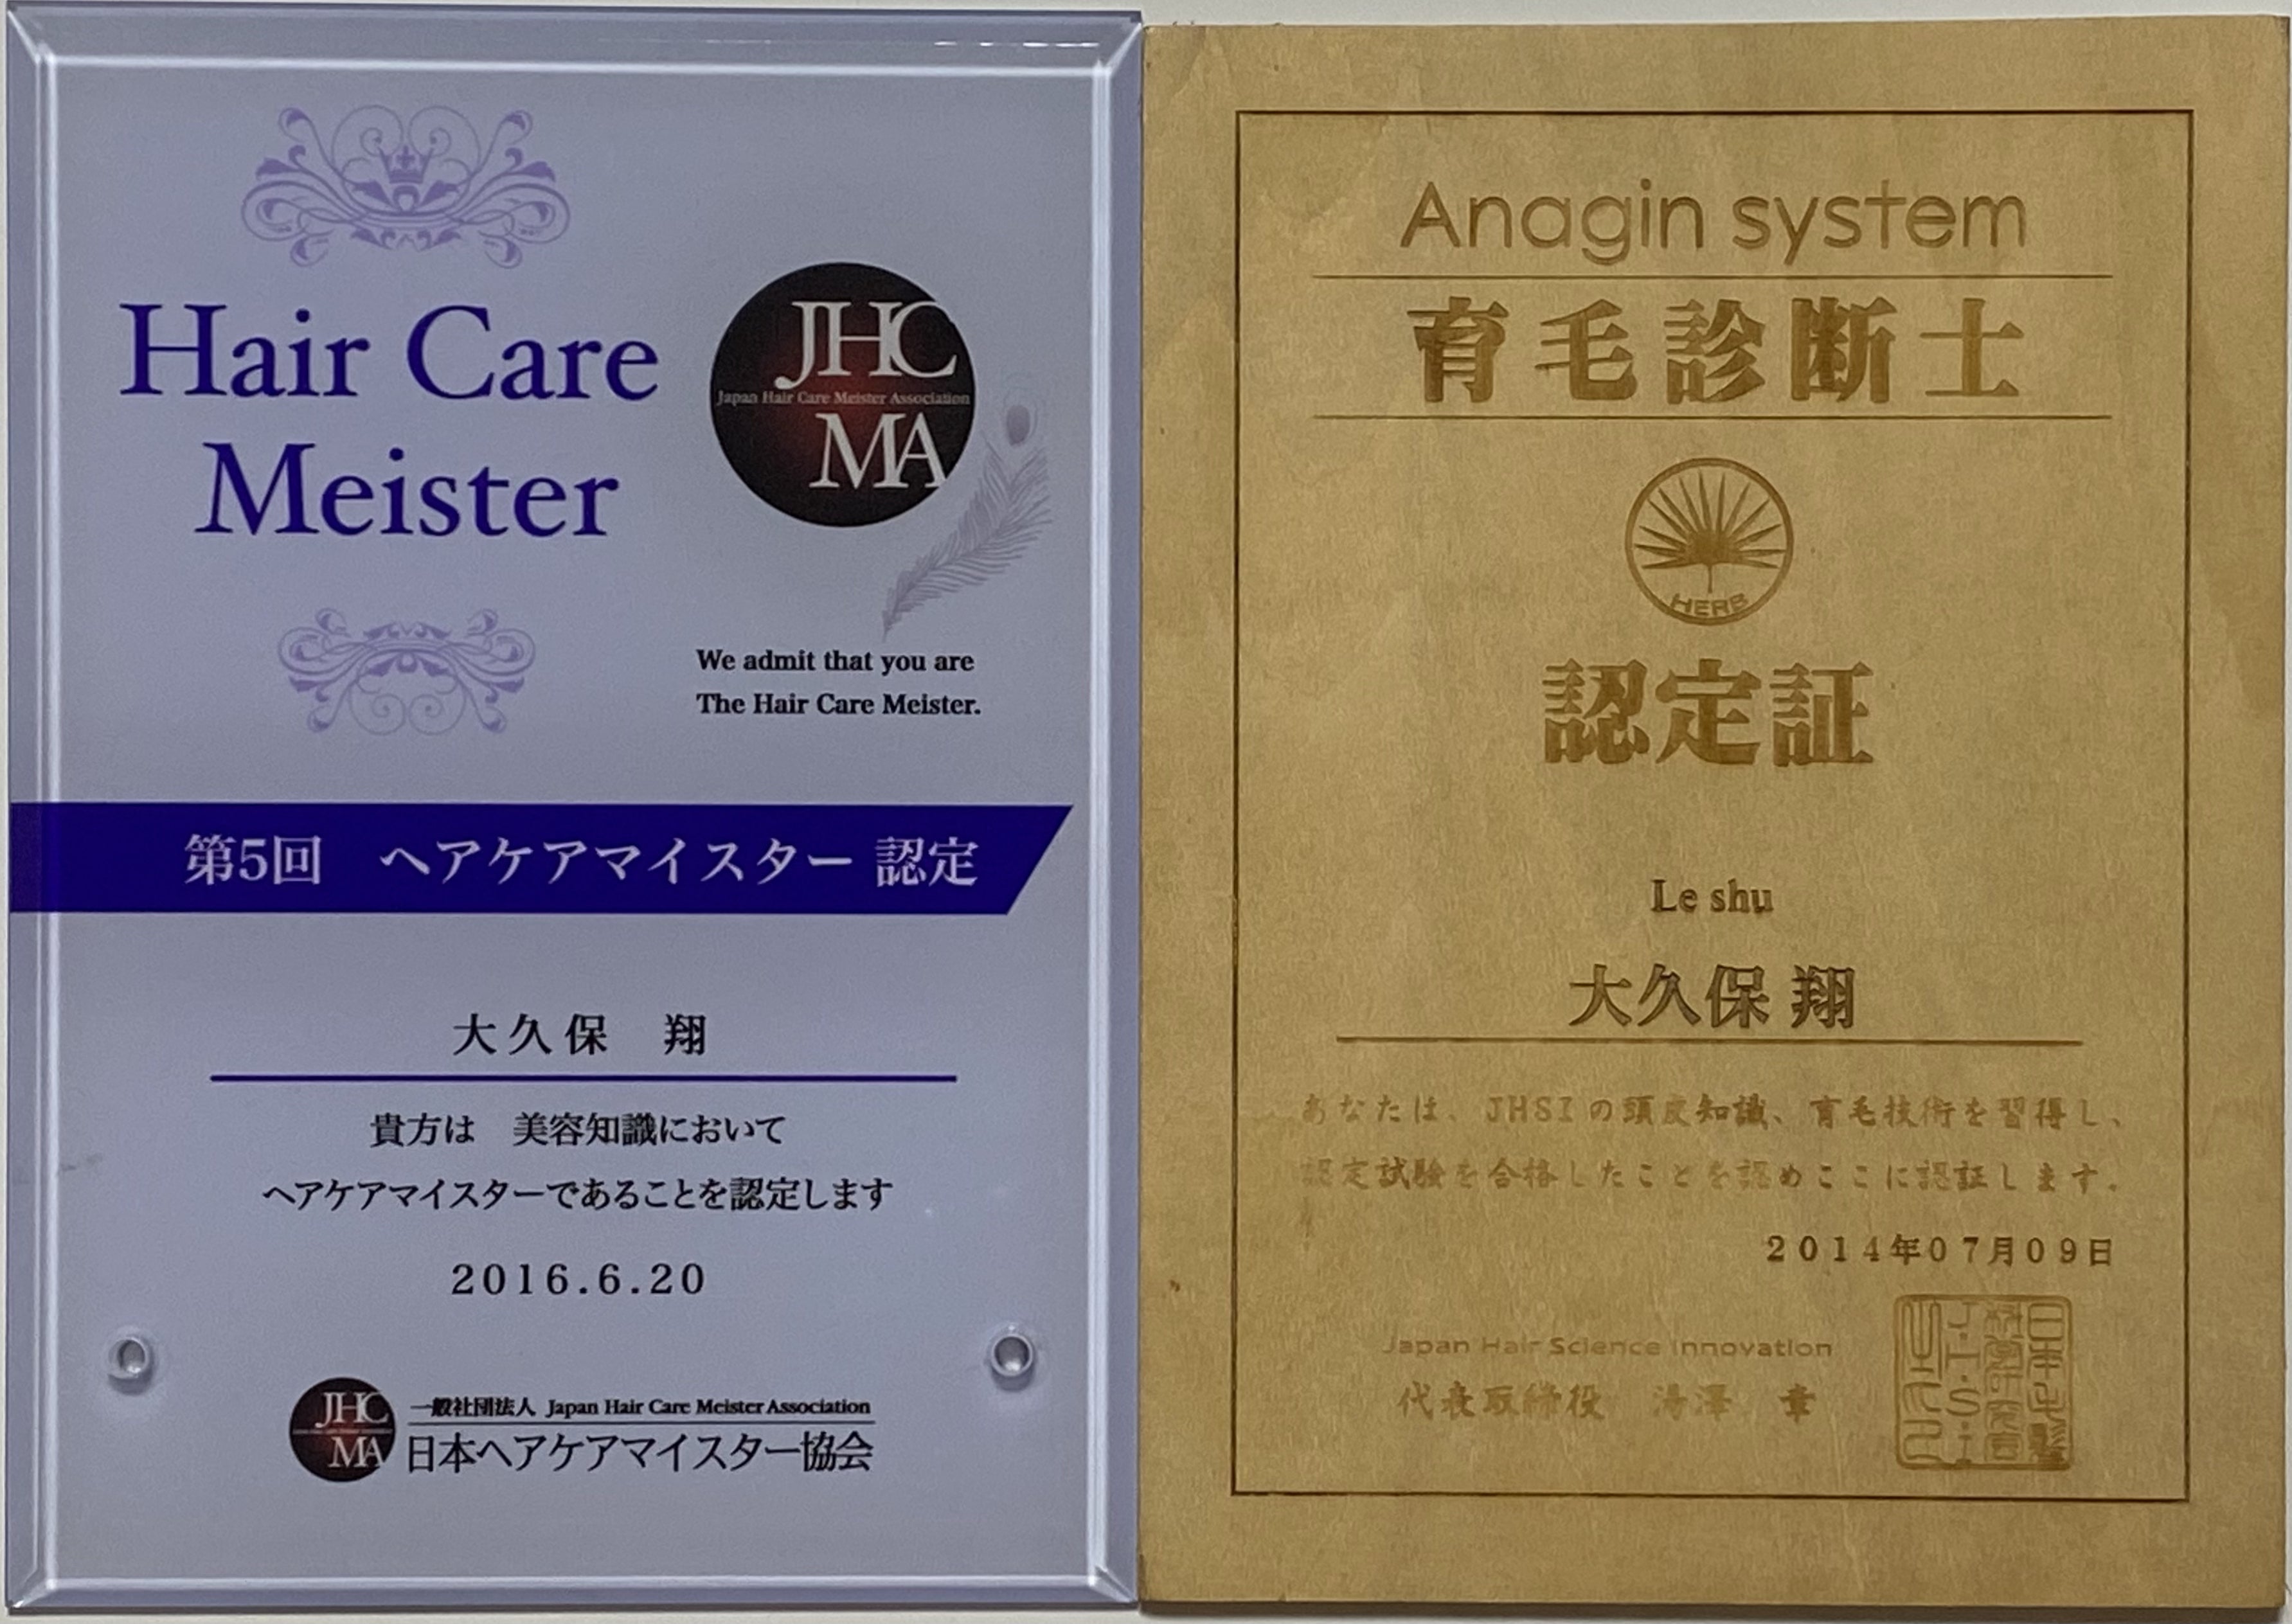 Hair Care
Meister
JHC
Japan Hair Care Meister Association
MA
We admit that you are
The Hair Care Meister.
第5回 ヘアケアマイスター 認定
大久保 翔
貴方は 美容知識において
ヘアケアマイスターであることを認定します
2016.6.20
JHC
MA
一般社団法人 Japan Hair Care Meister Association
日本ヘアケアマイスター協会
Anagin system
育毛診断士
HERB
認定証
Le shu
大久保 翔
あなたは、JHSIの頭皮知識、育毛技術を習得し、
認定試験を合格したことを認めここに認証します。
2014年07月09日
Japan Hair Science Innovation
代表取締役 湯澤 章